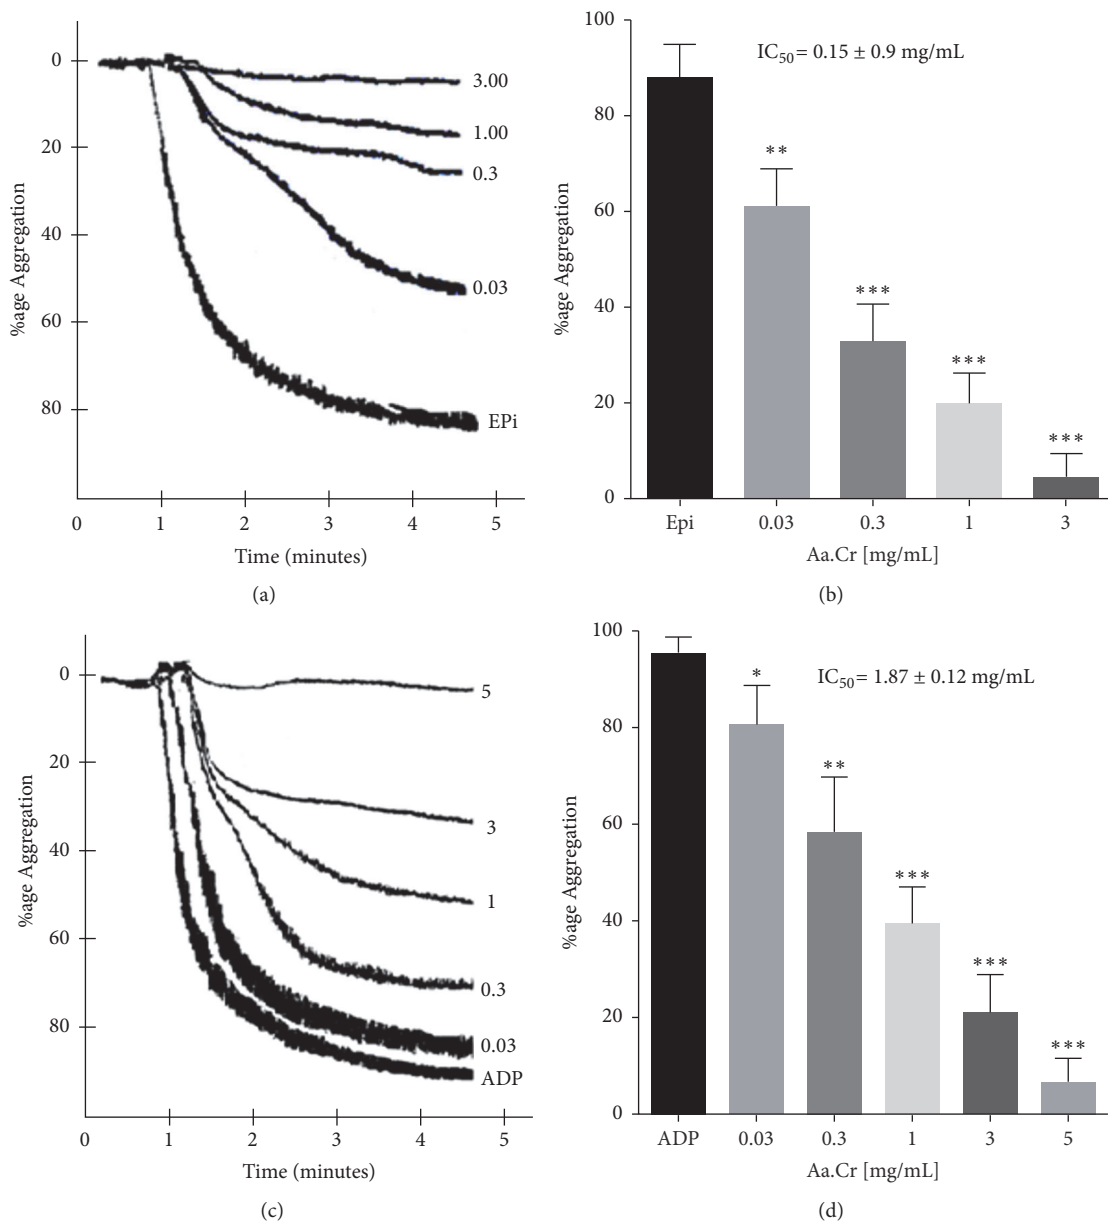 0
20
40
60
80
%age Aggregation
3.00
1.00
0.3
0.03
EPi
0 1 2 3 4 5
Time (minutes)
(a)
100
80
60
40
20
0
%age Aggregation
IC50 = 0.15 ± 0.9 mg/mL
**
***
***
***
Epi 0.03 0.3 1 3
Aa.Cr [mg/mL]
(b)
0
20
40
60
80
%age Aggregation
5
3
1
0.3
0.03
ADP
0 1 2 3 4 5
Time (minutes)
(c)
100
80
60
40
20
0
%age Aggregation
IC50 = 1.87 ± 0.12 mg/mL
*
**
***
***
***
ADP 0.03 0.3 1 3 5
Aa.Cr [mg/mL]
(d)